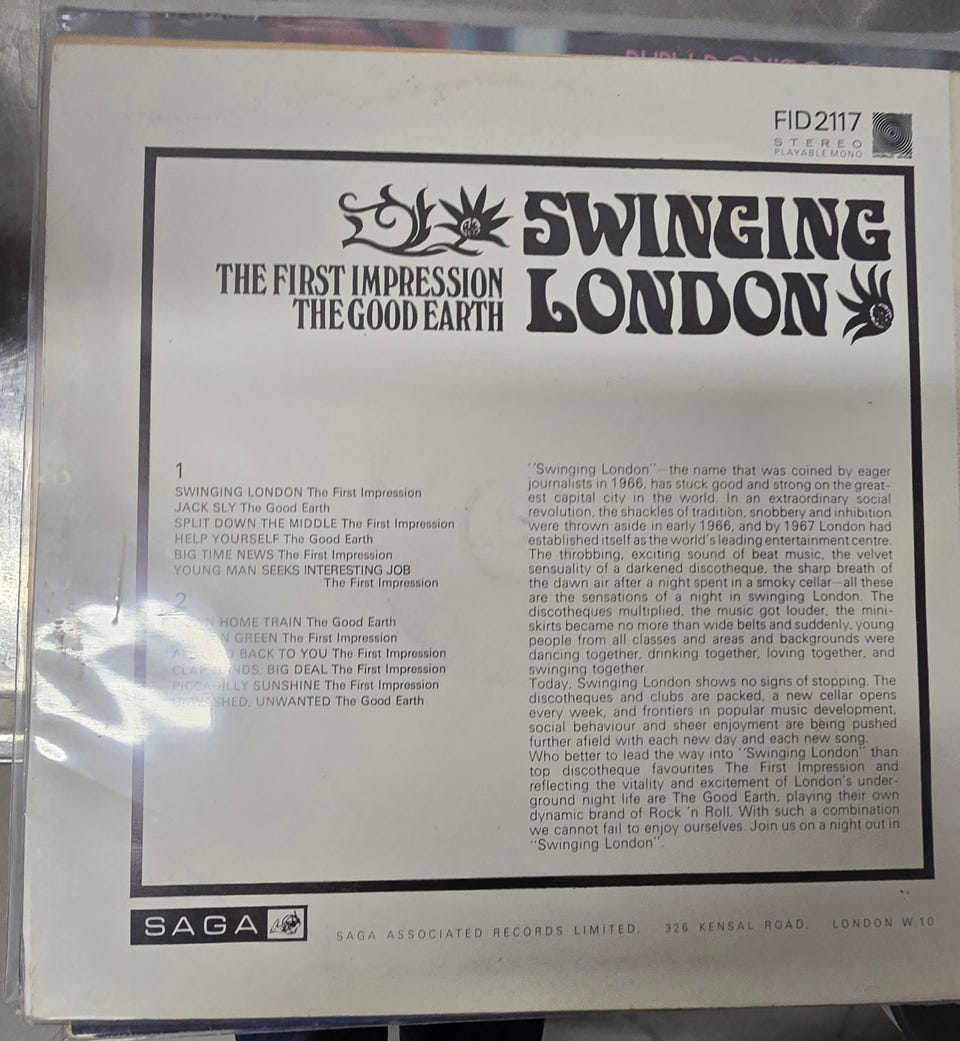 FID 2117
STEREO
PLAYABLE MONO
SWINGING
LONDON
THE FIRST IMPRESSION
THE GOOD EARTH
1
SWINGING LONDON The First Impression
JACK SLY The Good Earth
SPLIT DOWN THE MIDDLE The First Impression
HELP YOURSELF The Good Earth
BIG TIME NEWS The First Impression
YOUNG MAN SEEKS INTERESTING JOB
The First Impression
2
HOME TRAIN The Good Earth
GREEN The First Impression
BACK TO YOU The First Impression
CLAP HANDS, BIG DEAL The First Impression
PICCADILLY SUNSHINE The First Impression
UNWASHED, UNWANTED The Good Earth
"Swinging London"—the name that was coined by eager
journalists in 1966, has stuck good and strong on the great-
est capital city in the world. In an extraordinary social
revolution, the shackles of tradition, snobbery and inhibition
were thrown aside in early 1966, and by 1967 London had
established itself as the world's leading entertainment centre.
The throbbing, exciting sound of beat music, the velvet
sensuality of a darkened discotheque, the sharp breath of
the dawn air after a night spent in a smoky cellar—all these
are the sensations of a night in swinging London. The
discotheques multiplied, the music got louder, the mini-
skirts became no more than wide belts and suddenly, young
people from all classes and areas and backgrounds were
dancing together, drinking together, loving together, and
swinging together.
Today, Swinging London shows no signs of stopping. The
discotheques and clubs are packed, a new cellar opens
every week, and frontiers in popular music development,
social behaviour and sheer enjoyment are being pushed
further afield with each new day and each new song.
Who better to lead the way into "Swinging London" than
top discotheque favourites The First Impression and
reflecting the vitality and excitement of London's under-
ground night life are The Good Earth, playing their own
dynamic brand of Rock 'n Roll. With such a combination
we cannot fail to enjoy ourselves. Join us on a night out in
"Swinging London".
SAGA
SAGA ASSOCIATED RECORDS LIMITED, 326 KENSAL ROAD, LONDON W.10